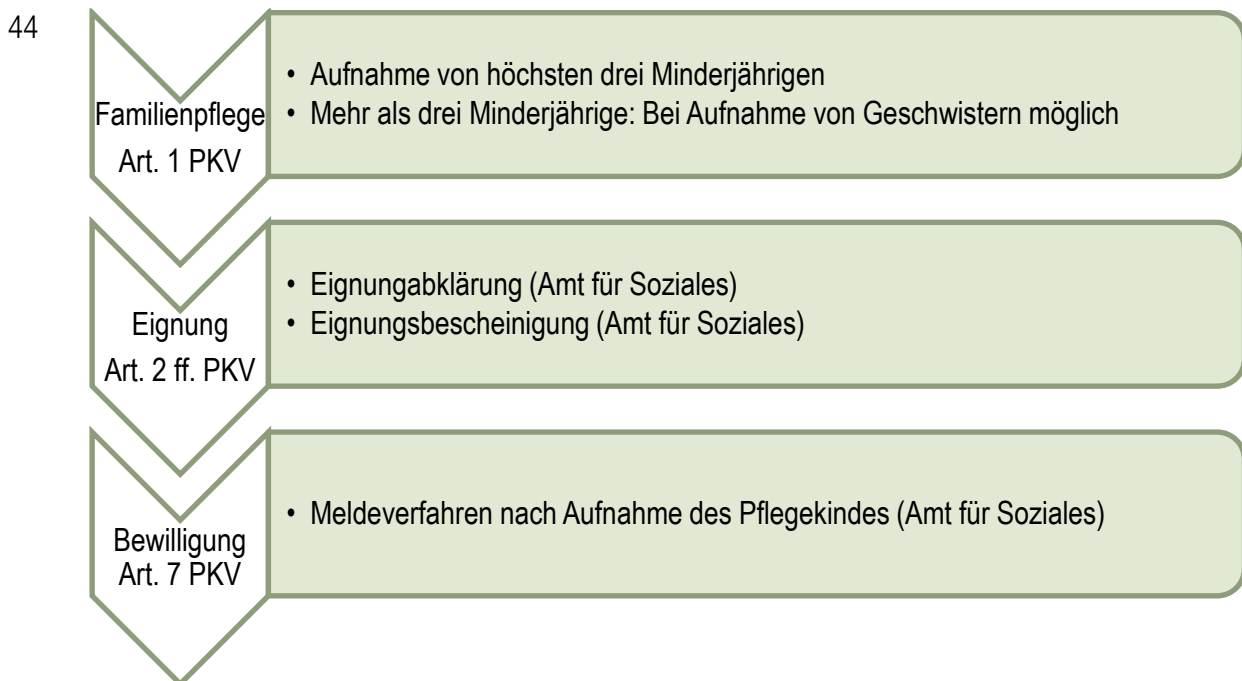 44
Familienpflege
Art. 1 PKV
• Aufnahme von höchsten drei Minderjährigen
• Mehr als drei Minderjährige: Bei Aufnahme von Geschwistern möglich
Eignung
Art. 2 ff. PKV
• Eignungabklärung (Amt für Soziales)
• Eignungsbescheinigung (Amt für Soziales)
Bewilligung
Art. 7 PKV
• Meldeverfahren nach Aufnahme des Pflegekindes (Amt für Soziales)